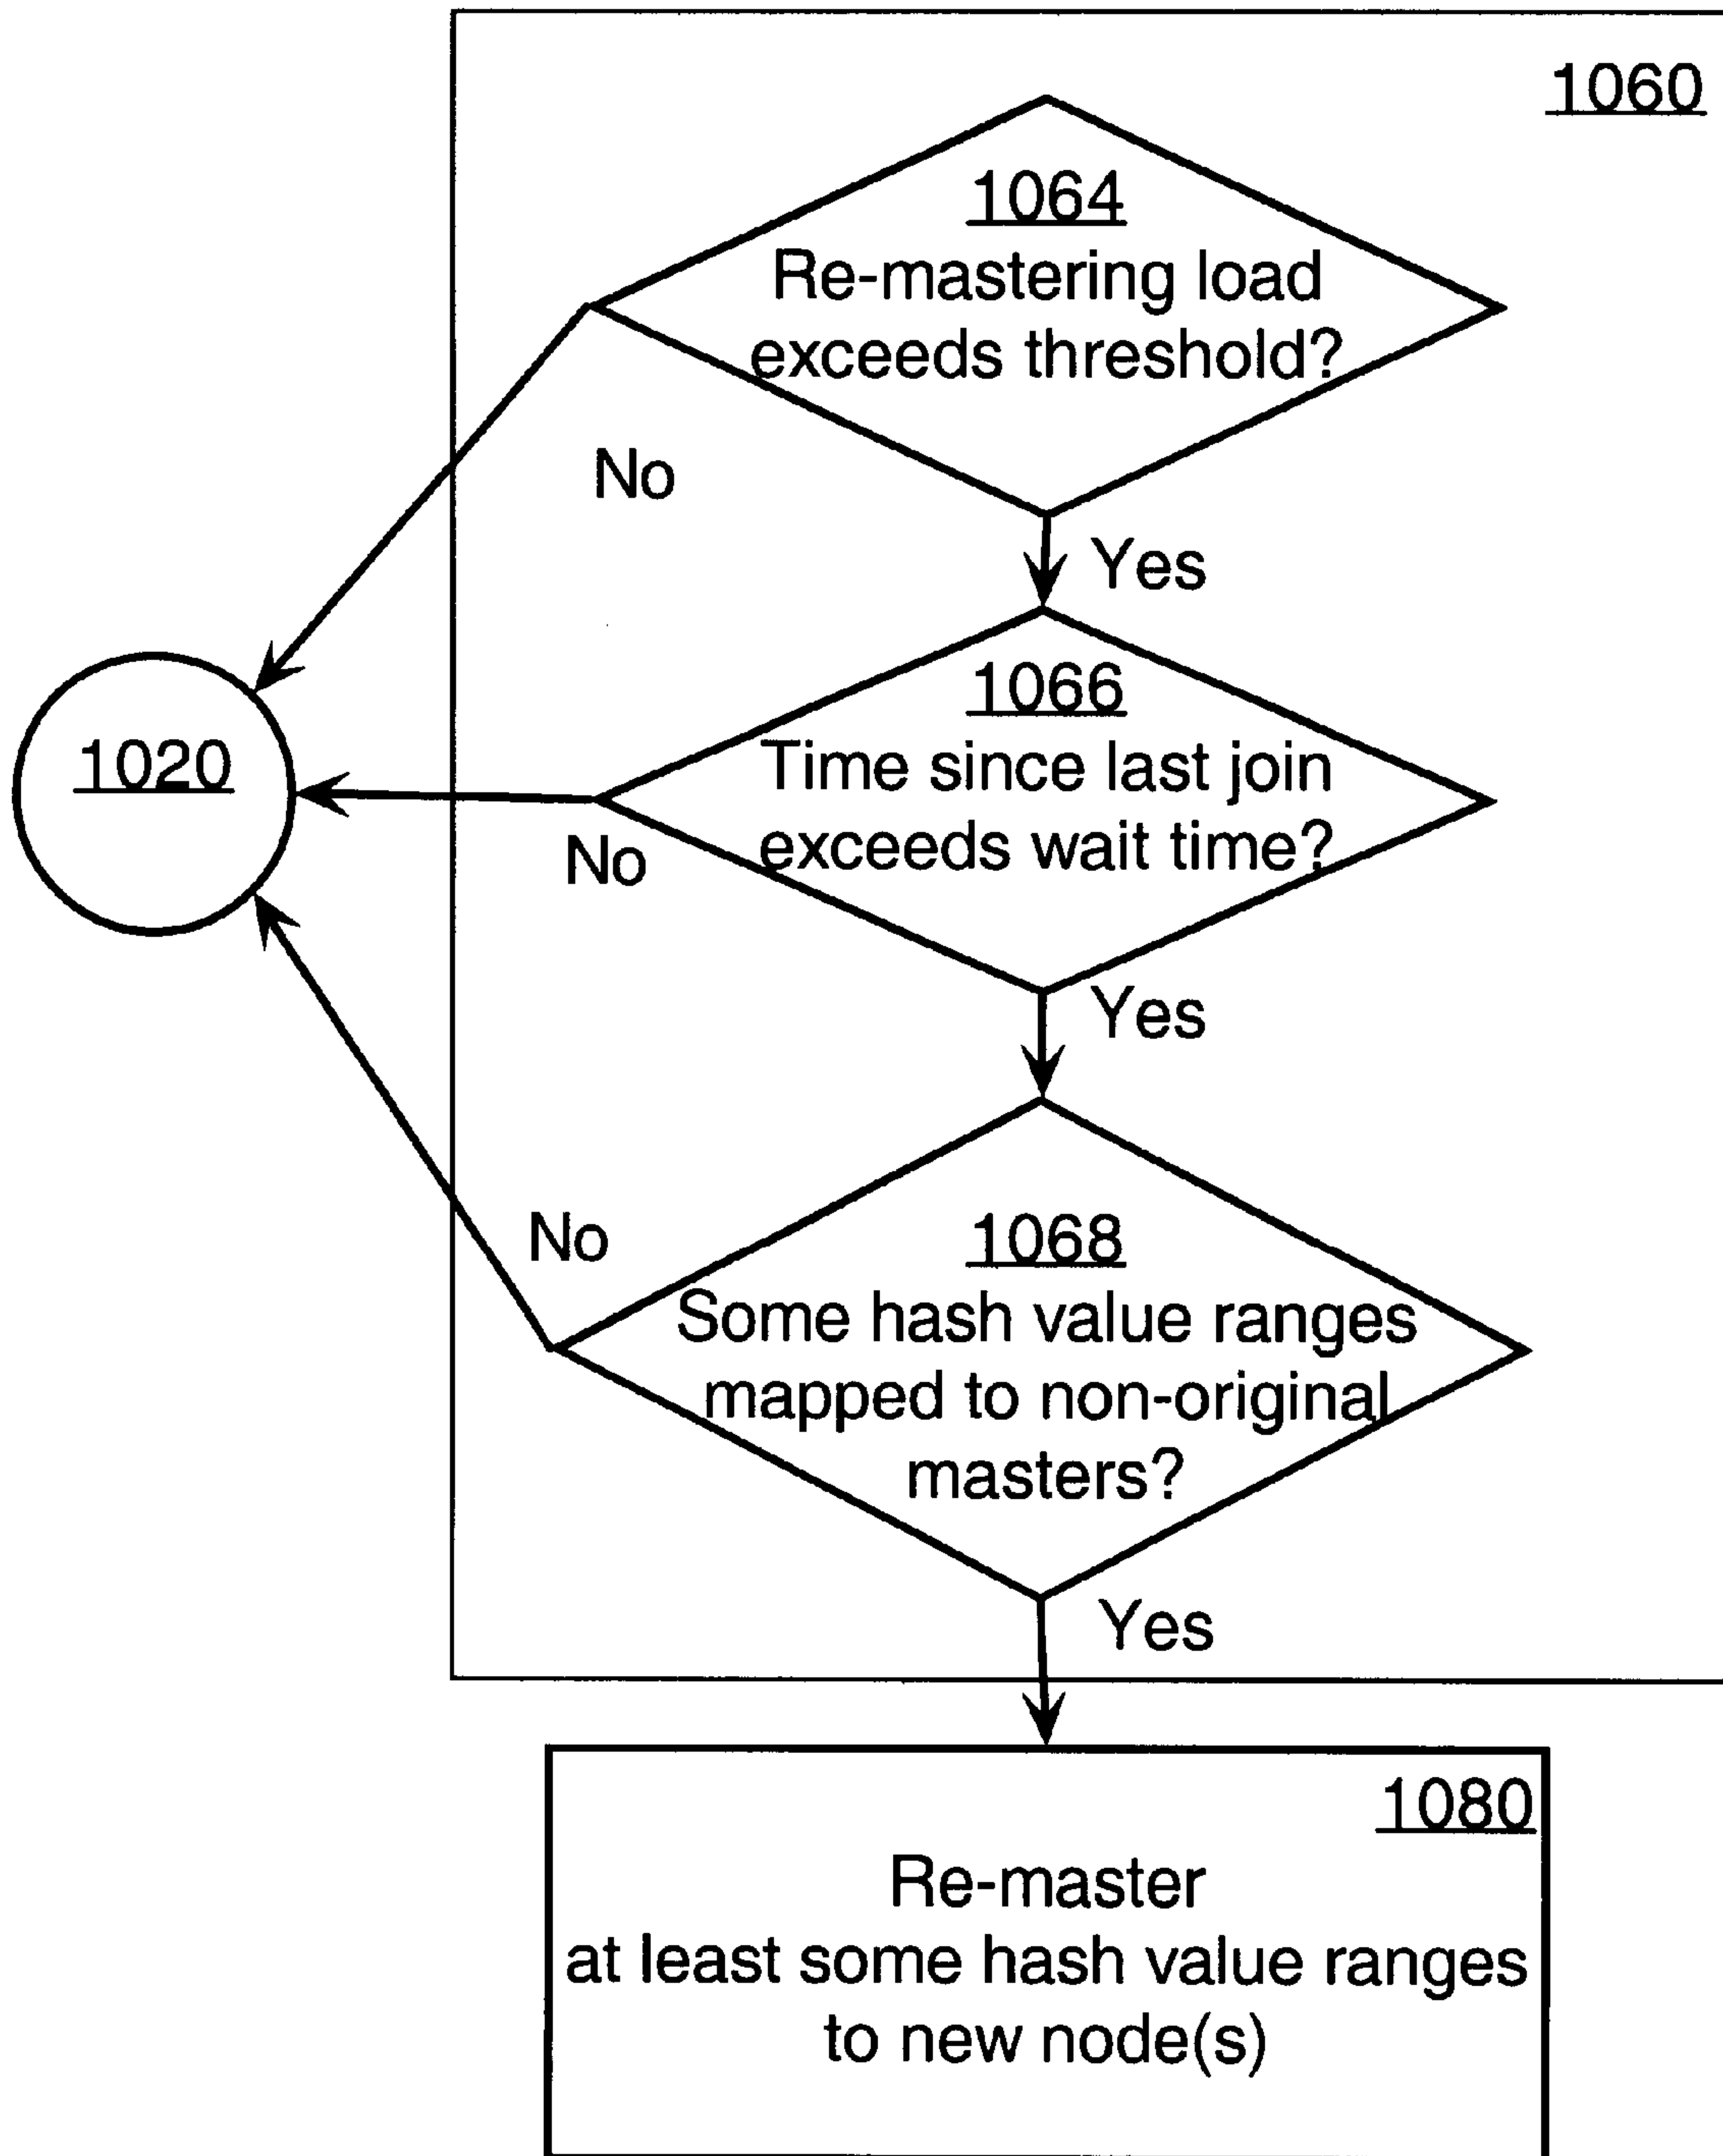 1060
1064
Re-mastering load
exceeds threshold?
No
Yes
1066
Time since last join
exceeds wait time?
1020
No
Yes
1068
Some hash value ranges
mapped to non-original
masters?
No
Yes
1080
Re-master
at least some hash value ranges
to new node(s)